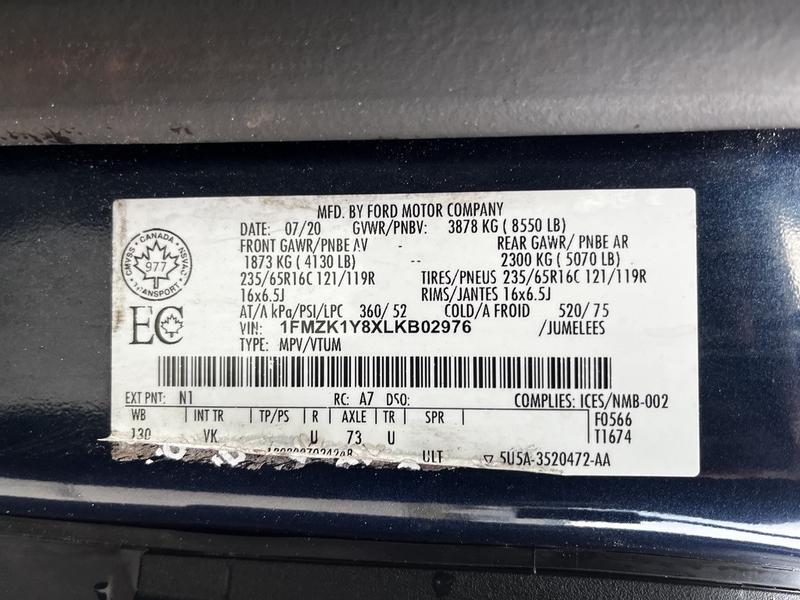 MFD. BY FORD MOTOR COMPANY
DATE: 07/20 GVWR/PNBV: 3878 KG ( 8550 LB)
FRONT GAWR/PNBE AV -- REAR GAWR/ PNBE AR
1873 KG ( 4130 LB) - 2300 KG ( 5070 LB)
235/65R16C 121/119R TIRES/PNEUS 235/65R16C 121/119R
16x6.5J RIMS/JANTES 16x6.5J
AT/A kPa/PSI/LPC 360/ 52 COLD/A FROID 520/ 75
VIN: 1FMZK1Y8XLKB02976 /JUMELEES
TYPE: MPV/VTUM
CANADA
CMVSS NSVAC
977
TRANSPORT
EC
EXT PNT: N1 RC: A7 DSO: COMPLIES: ICES/NMB-002
WB INT TR TP/PS R AXLE TR SPR F0566
130 VK U 73 U T1674
ULT ▽ 5U5A-3520472-AA